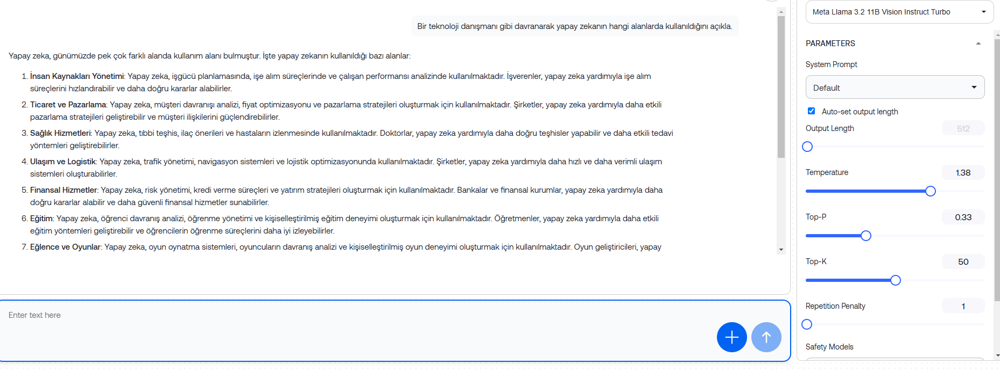 Bir teknoloji danışmanı gibi davranarak yapay zekanın hangi alanlarda kullanıldığını açıkla.
Yapay zeka, günümüzde pek çok farklı alanda kullanım alanı bulmuştur. İşte yapay zekanın kullanıldığı bazı alanlar:
1. İnsan Kaynakları Yönetimi: Yapay zeka, işgücü planlamasında, işe alım süreçlerinde ve çalışan performansı analizinde kullanılmaktadır. İşverenler, yapay zeka yardımıyla işe alım
süreçlerini hızlandırabilir ve daha doğru kararlar alabilirler.
2. Ticaret ve Pazarlama: Yapay zeka, müşteri davranışı analizi, fiyat optimizasyonu ve pazarlama stratejileri oluşturmak için kullanılmaktadır. Şirketler, yapay zeka yardımıyla daha etkili
pazarlama stratejileri geliştirebilir ve müşteri ilişkilerini güçlendirebilirler.
3. Sağlık Hizmetleri: Yapay zeka, tıbbi teşhis, ilaç önerileri ve hastaların izlenmesinde kullanılmaktadır. Doktorlar, yapay zeka yardımıyla daha doğru teşhisler yapabilir ve daha etkili tedavi
yöntemleri geliştirebilirler.
4. Ulaşım ve Logistik: Yapay zeka, trafik yönetimi, navigasyon sistemleri ve lojistik optimizasyonunda kullanılmaktadır. Şirketler, yapay zeka yardımıyla daha hızlı ve daha verimli ulaşım
sistemleri oluşturabilirler.
5. Finansal Hizmetler: Yapay zeka, risk yönetimi, kredi verme süreçleri ve yatırım stratejileri oluşturmak için kullanılmaktadır. Bankalar ve finansal kurumlar, yapay zeka yardımıyla daha
doğru kararlar alabilir ve daha güvenli finansal hizmetler sunabilirler.
6. Eğitim: Yapay zeka, öğrenci davranış analizi, öğrenme yönetimi ve kişiselleştirilmiş eğitim deneyimi oluşturmak için kullanılmaktadır. Öğretmenler, yapay zeka yardımıyla daha etkili
eğitim yöntemleri geliştirebilir ve öğrencilerin öğrenme süreçlerini daha iyi izleyebilirler.
7. Eğlence ve Oyunlar: Yapay zeka, oyun oynatma sistemleri, oyuncuların davranış analizi ve kişiselleştirilmiş oyun deneyimi oluşturmak için kullanılmaktadır. Oyun geliştiricileri, yapay
Enter text here
Meta Llama 3.2 11B Vision Instruct Turbo
PARAMETERS
System Prompt
Default
Auto-set output length
Output Length 512
Temperature 1.38
Top-P 0.33
Top-K 50
Repetition Penalty 1
Safety Models